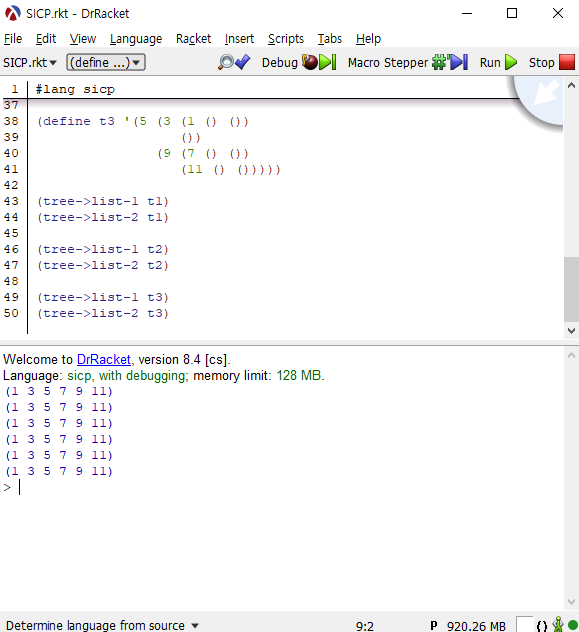 SICP.rkt - DrRacket
File Edit View Language Racket Insert Scripts Tabs Help
SICP.rkt (define ...) Debug Macro Stepper Run Stop
1 #lang sicp
37
38 (define t3 '(5 (3 (1 () ())
39 ())
40 (9 (7 () ())
41 (11 () ()))))
42
43 (tree->list-1 t1)
44 (tree->list-2 t1)
45
46 (tree->list-1 t2)
47 (tree->list-2 t2)
48
49 (tree->list-1 t3)
50 (tree->list-2 t3)
Welcome to DrRacket, version 8.4 [cs].
Language: sicp, with debugging; memory limit: 128 MB.
(1 3 5 7 9 11)
(1 3 5 7 9 11)
(1 3 5 7 9 11)
(1 3 5 7 9 11)
(1 3 5 7 9 11)
(1 3 5 7 9 11)
>
Determine language from source 9:2 P 920.26 MB ()